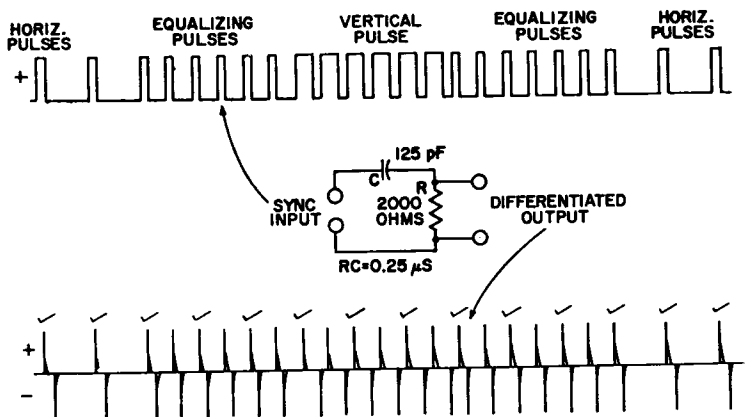 HORIZ.
PULSES
EQUALIZING
PULSES
VERTICAL
PULSE
EQUALIZING
PULSES
HORIZ.
PULSES
+
125 pF
C
R
SYNC
INPUT
2000
OHMS
DIFFERENTIATED
OUTPUT
RC=0.25 µS
+
−